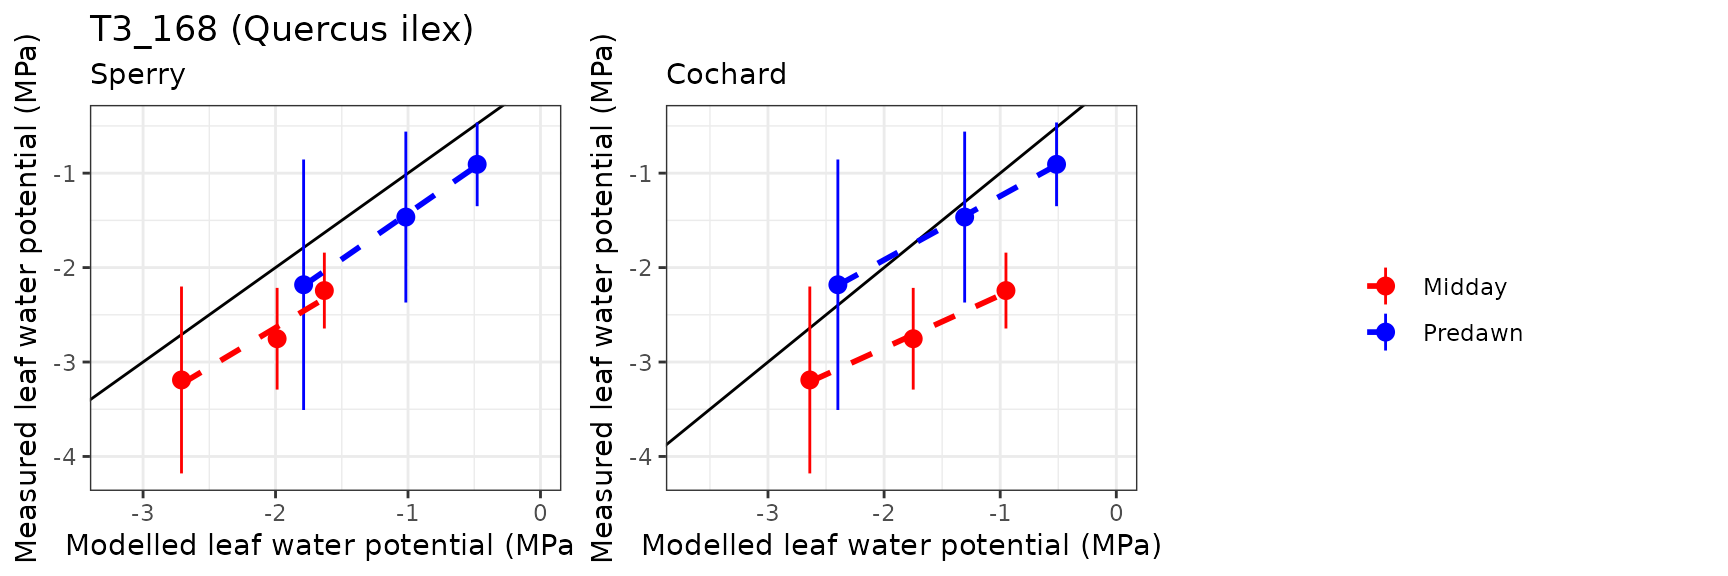 T3_168 (Quercus ilex)
Sperry
Measured leaf water potential (MPa)
-1
-2
-3
-4
-3
-2
-1
0
Modelled leaf water potential (MPa
Cochard
Measured leaf water potential (MPa)
-1
-2
-3
-4
-3
-2
-1
0
Modelled leaf water potential (MPa)
Midday
Predawn